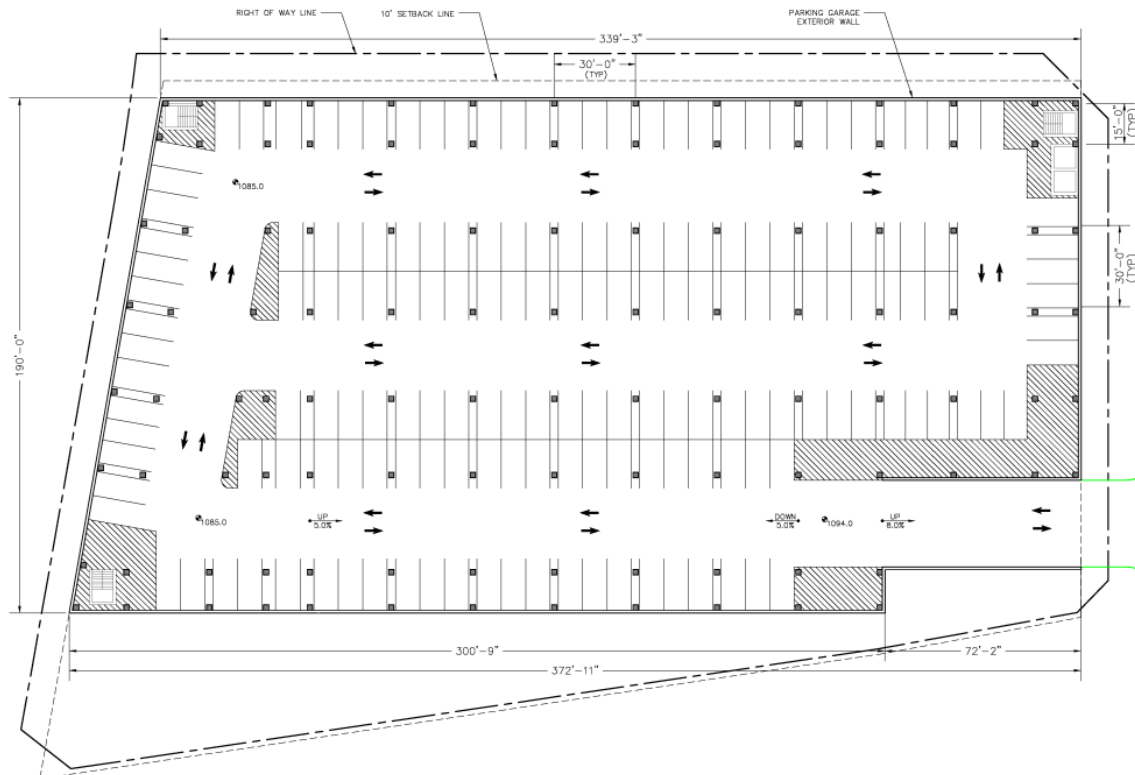 RIGHT OF WAY LINE
10' SETBACK LINE
PARKING GARAGE
EXTERIOR WALL
339'-3"
30'-0"
(TYP)
15'-0"
(TYP)
1085.0
190'-0"
30'-0"
(TYP)
1085.0
UP
5.0%
DOWN
5.0%
1094.0
UP
8.0%
300'-9"
72'-2"
372'-11"